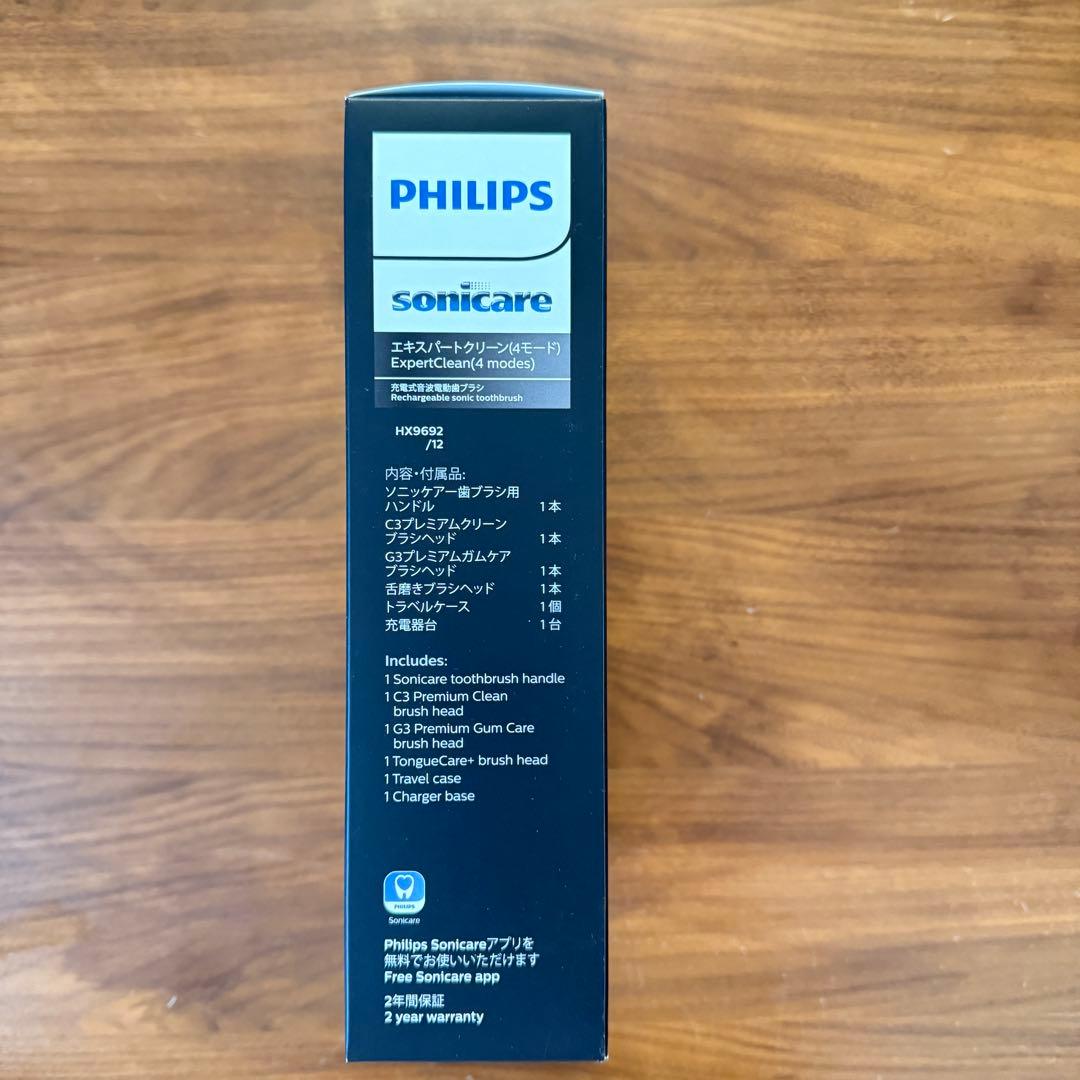 PHILIPS
sonicare
エキスパートクリーン(4モード)
ExpertClean(4 modes)
充電式音波電動歯ブラシ
Rechargeable sonic toothbrush
HX9692
/12
内容・付属品:
ソニッケアー歯ブラシ用
ハンドル 1本
C3プレミアムクリーン
ブラシヘッド 1本
G3プレミアムガムケア
ブラシヘッド 1本
舌磨きブラシヘッド 1本
トラベルケース 1個
充電器台 1台
Includes:
1 Sonicare toothbrush handle
1 C3 Premium Clean
brush head
1 G3 Premium Gum Care
brush head
1 TongueCare+ brush head
1 Travel case
1 Charger base
PHILIPS
Sonicare
Philips Sonicareアプリを
無料でお使いいただけます
Free Sonicare app
2年間保証
2 year warranty